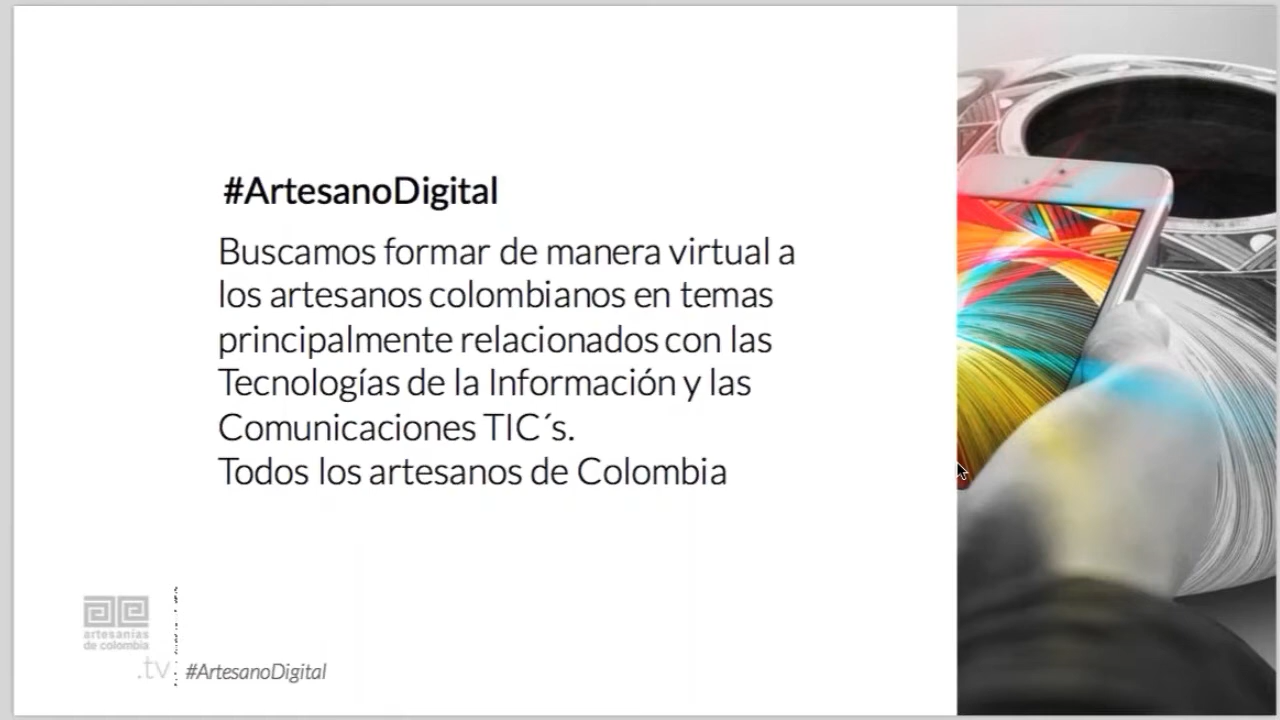 #ArtesanoDigital
Buscamos formar de manera virtual a
los artesanos colombianos en temas
principalmente relacionados con las
Tecnologías de la Información y las
Comunicaciones TIC´s.
Todos los artesanos de Colombia
artesanías
de colombia
.tv
#ArtesanoDigital